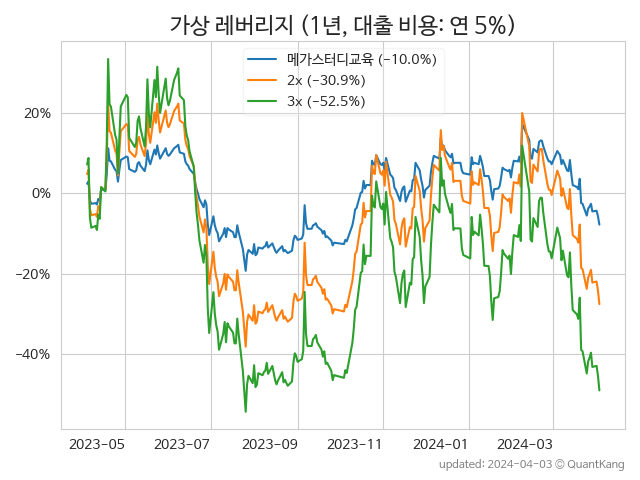 가상 레버리지 (1년, 대출 비용: 연 5%)
메가스터디교육 (−10.0%)
2x (−30.9%)
3x (−52.5%)
20%
0%
−20%
−40%
2023-05 2023-07 2023-09 2023-11 2024-01 2024-03
updated: 2024-04-03 © QuantKang